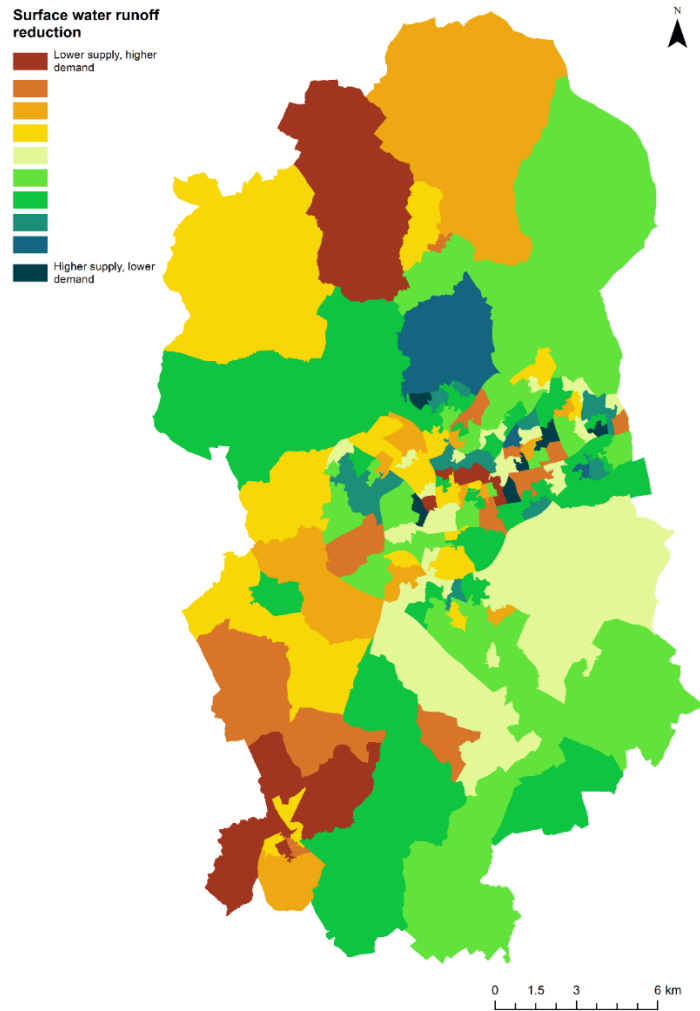 Surface water runoff
reduction
Lower supply, higher
demand
Higher supply, lower
demand
N
0 1.5 3 6 km